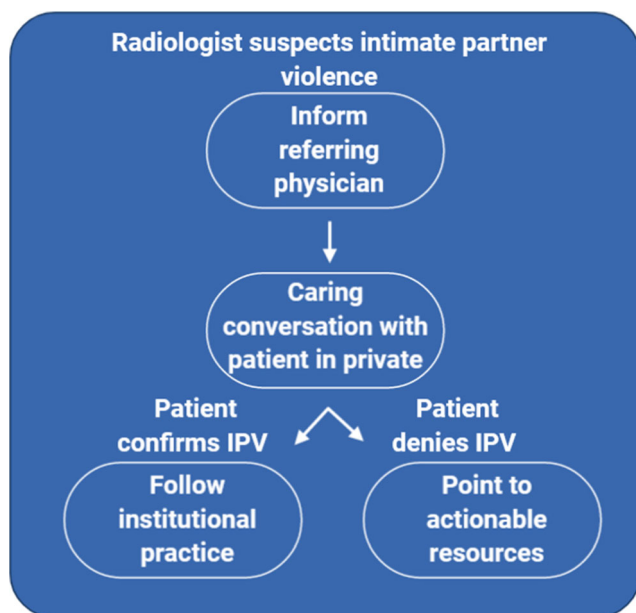 Radiologist suspects intimate partner
violence
Inform
referring
physician
Caring
conversation with
patient in private
Patient
confirms IPV
Patient
denies IPV
Follow
institutional
practice
Point to
actionable
resources